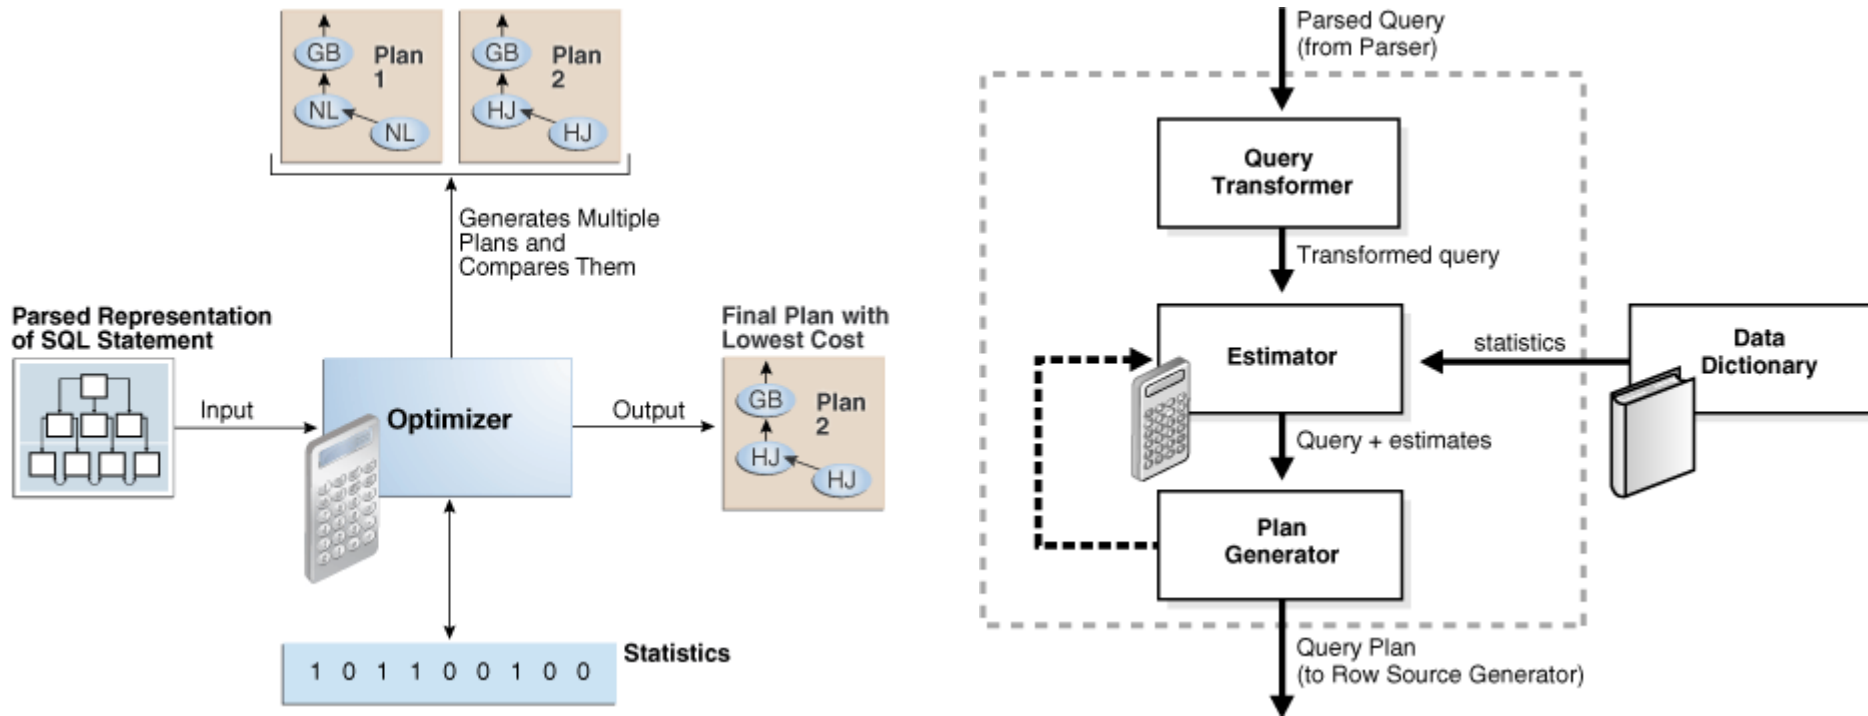 GB
Plan
1
NL
NL
GB
Plan
2
HJ
HJ
Generates Multiple
Plans and
Compares Them
Parsed Representation
of SQL Statement
Input
Optimizer
Output
Final Plan with
Lowest Cost
GB
Plan
2
HJ
HJ
Statistics
1 0 1 1 0 0 1 0 0
Parsed Query
(from Parser)
Query
Transformer
Transformed query
Estimator
statistics
Data
Dictionary
Query + estimates
Plan
Generator
Query Plan
(to Row Source Generator)